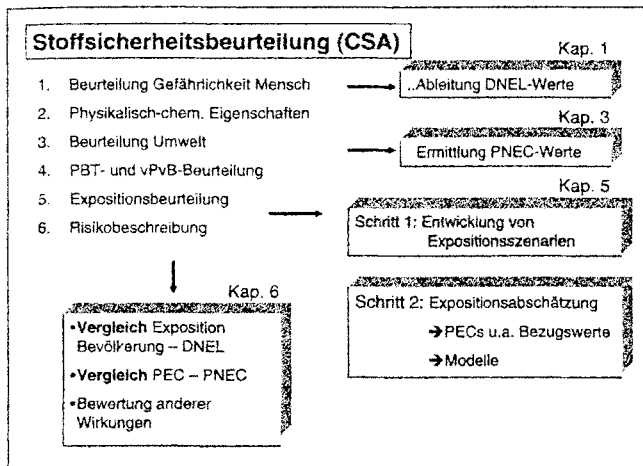 Stoffsicherheitsbeurteilung (CSA)
Kap. 1
1. Beurteilung Gefährlichkeit Mensch
..Ableitung DNEL-Werte
2. Physikalisch-chem. Eigenschaften
Kap. 3
3. Beurteilung Umwelt
Ermittlung PNEC-Werte
4. PBT- und vPvB-Beurteilung
Kap. 5
5. Expositionsbeurteilung
6. Risikobeschreibung
Schritt 1: Entwicklung von
Expositionsszenarien
Kap. 6
•Vergleich Exposition
Bevölkerung – DNEL
•Vergleich PEC – PNEC
•Bewertung anderer
Wirkungen
Schritt 2: Expositionsabschätzung
→PECs u.a. Bezugswerte
→Modelle